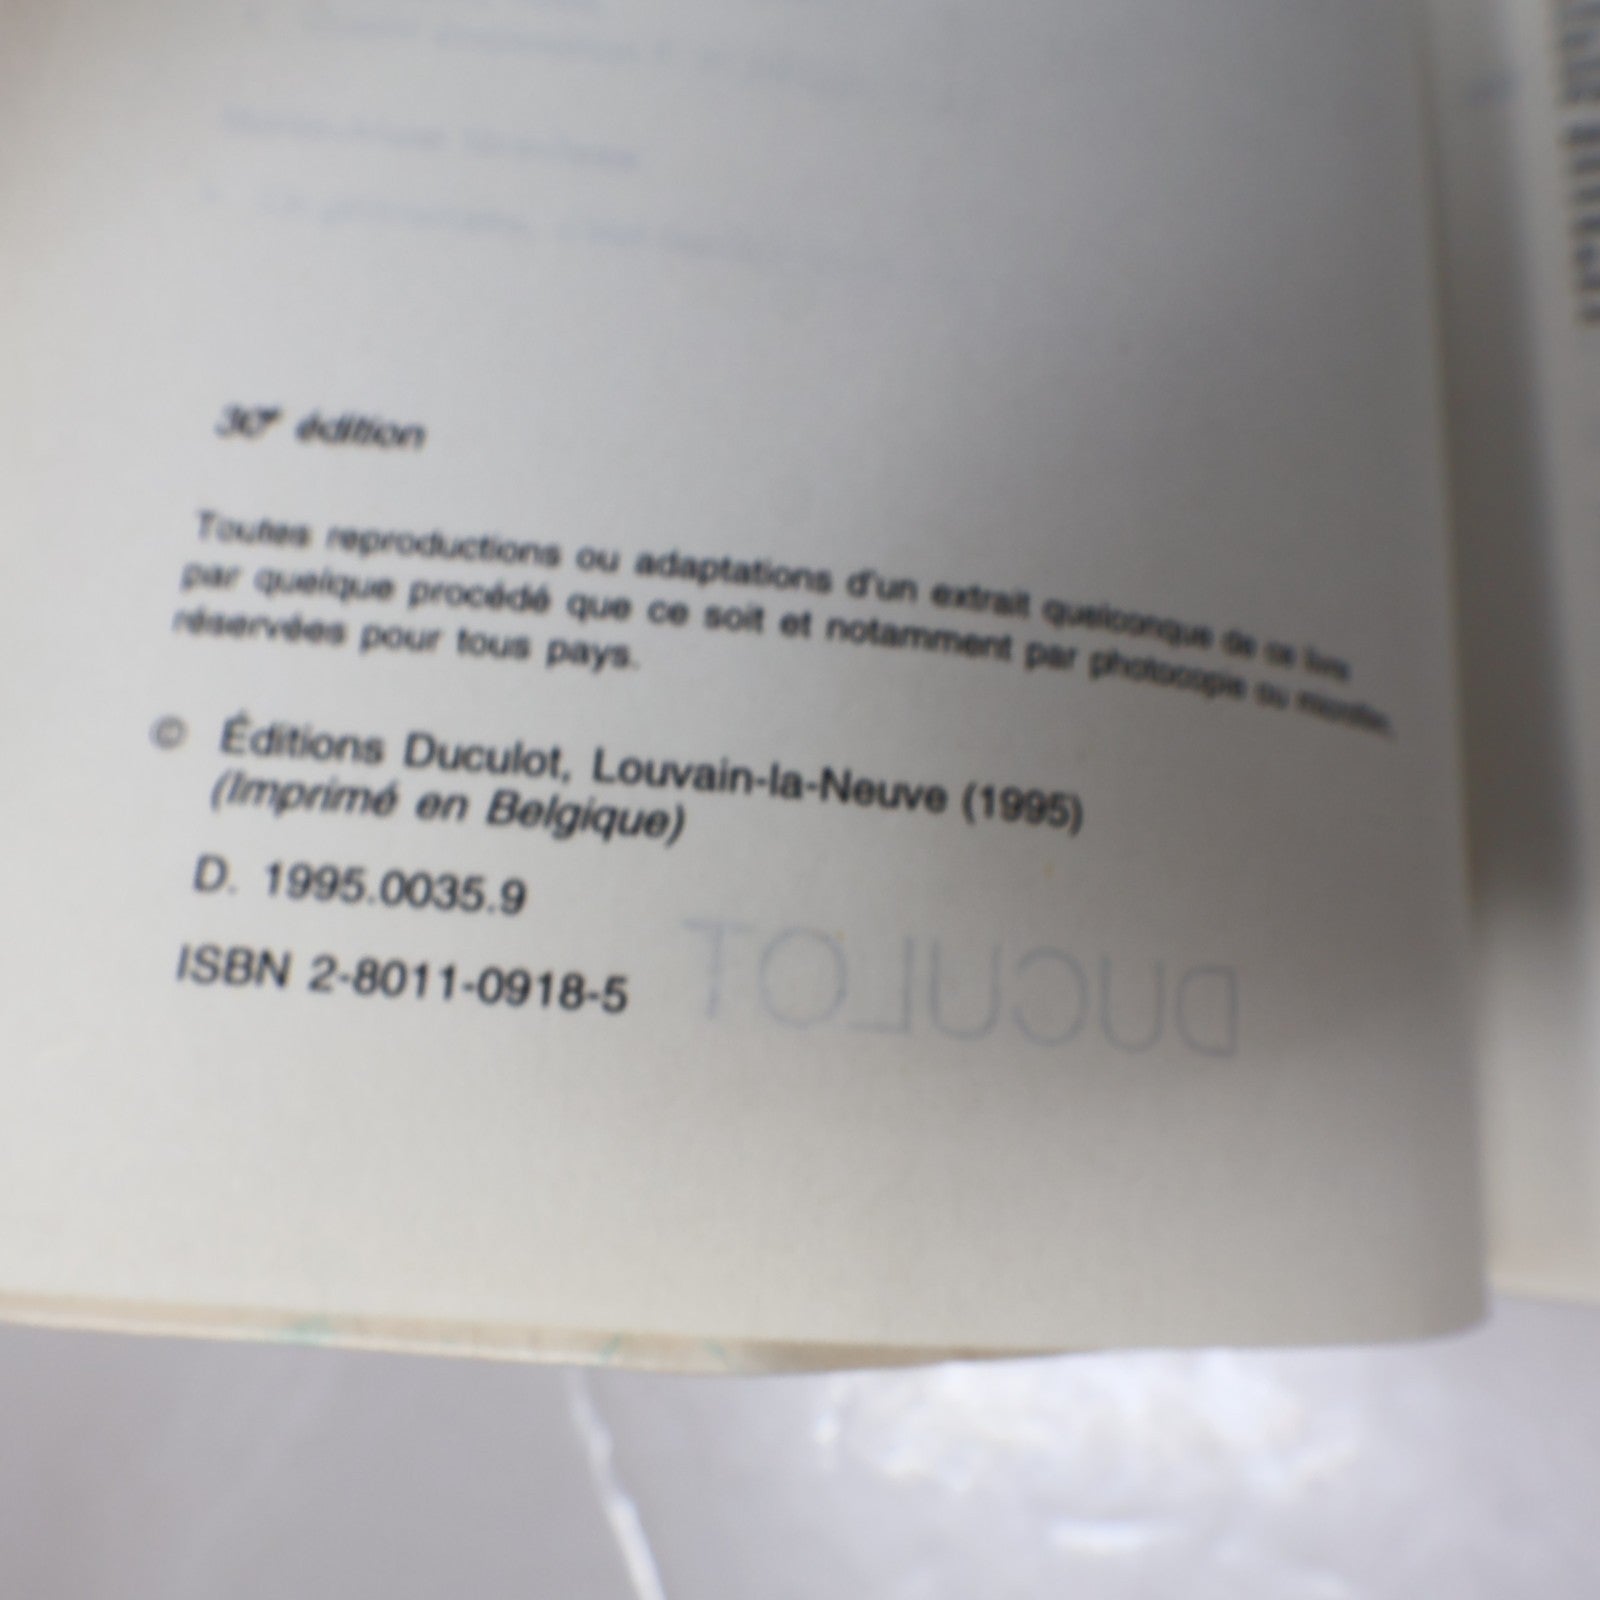 30e édition
Toutes reproductions ou adaptations d'un extrait quelconque de ce livre
par quelque procédé que ce soit et notamment par photocopie ou microfilm,
réservées pour tous pays.
© Éditions Duculot, Louvain-la-Neuve (1995)
(Imprimé en Belgique)
D. 1995.0035.9
ISBN 2-8011-0918-5
DUCULOT